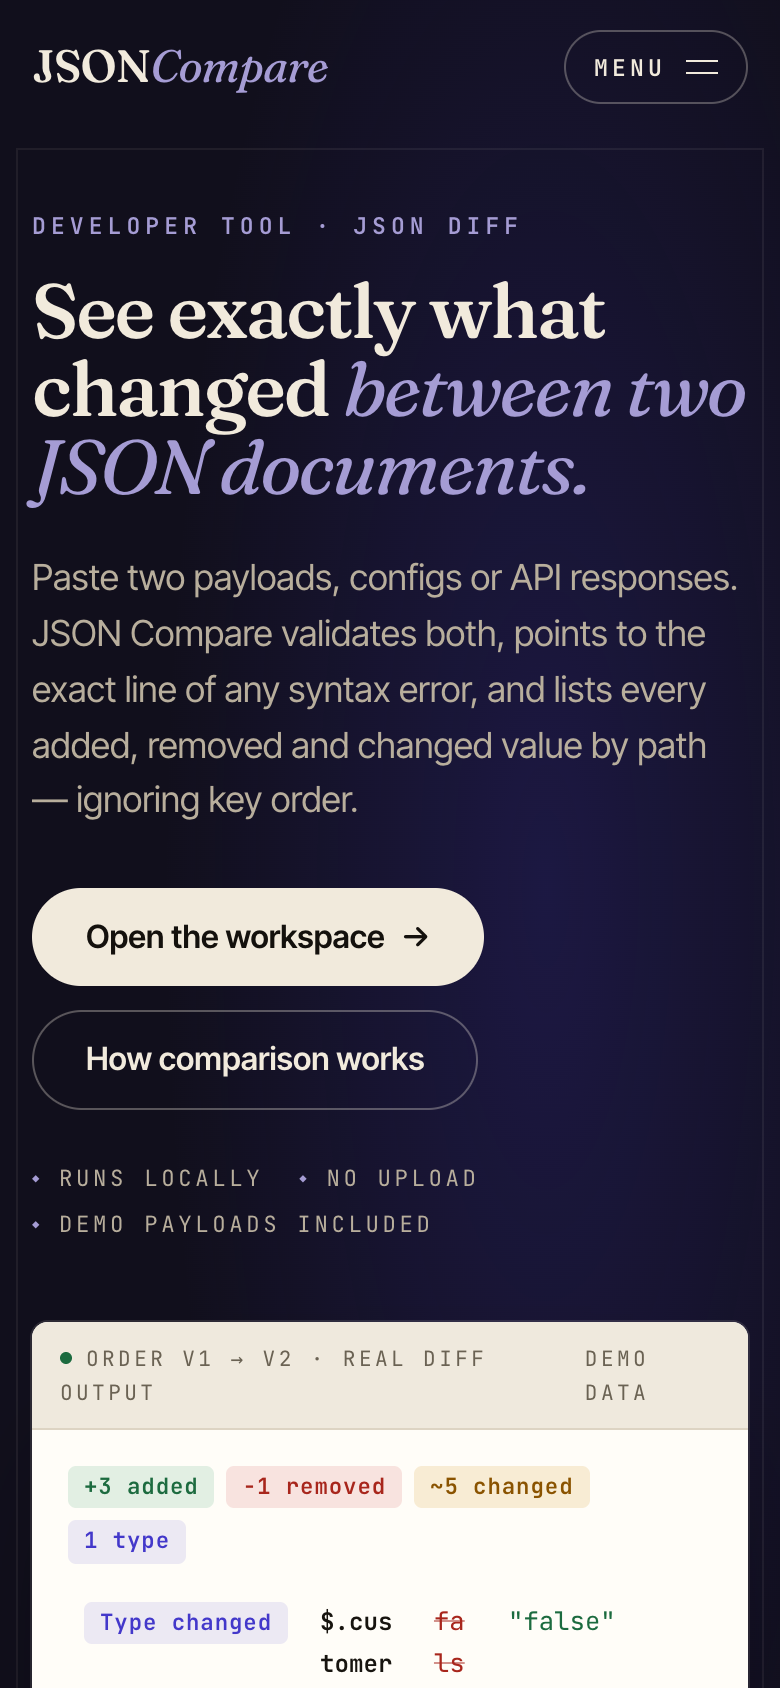 JSONCompare
MENU
DEVELOPER TOOL · JSON DIFF
See exactly what
changed between two
JSON documents.
Paste two payloads, configs or API responses.
JSON Compare validates both, points to the
exact line of any syntax error, and lists every
added, removed and changed value by path
— ignoring key order.
Open the workspace →
How comparison works
RUNS LOCALLY
NO UPLOAD
DEMO PAYLOADS INCLUDED
ORDER V1 → V2 · REAL DIFF
OUTPUT
DEMO
DATA
+3 added
-1 removed
~5 changed
1 type
Type changed
$.cus
tomer
fa
ls
"false"